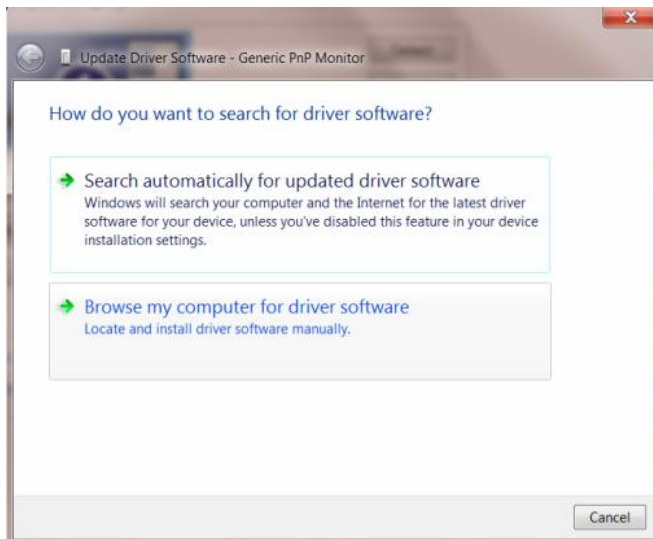 Update Driver Software - Generic PnP Monitor
How do you want to search for driver software?
Search automatically for updated driver software
Windows will search your computer and the Internet for the latest driver
software for your device, unless you've disabled this feature in your device
installation settings.
Browse my computer for driver software
Locate and install driver software manually.
Cancel